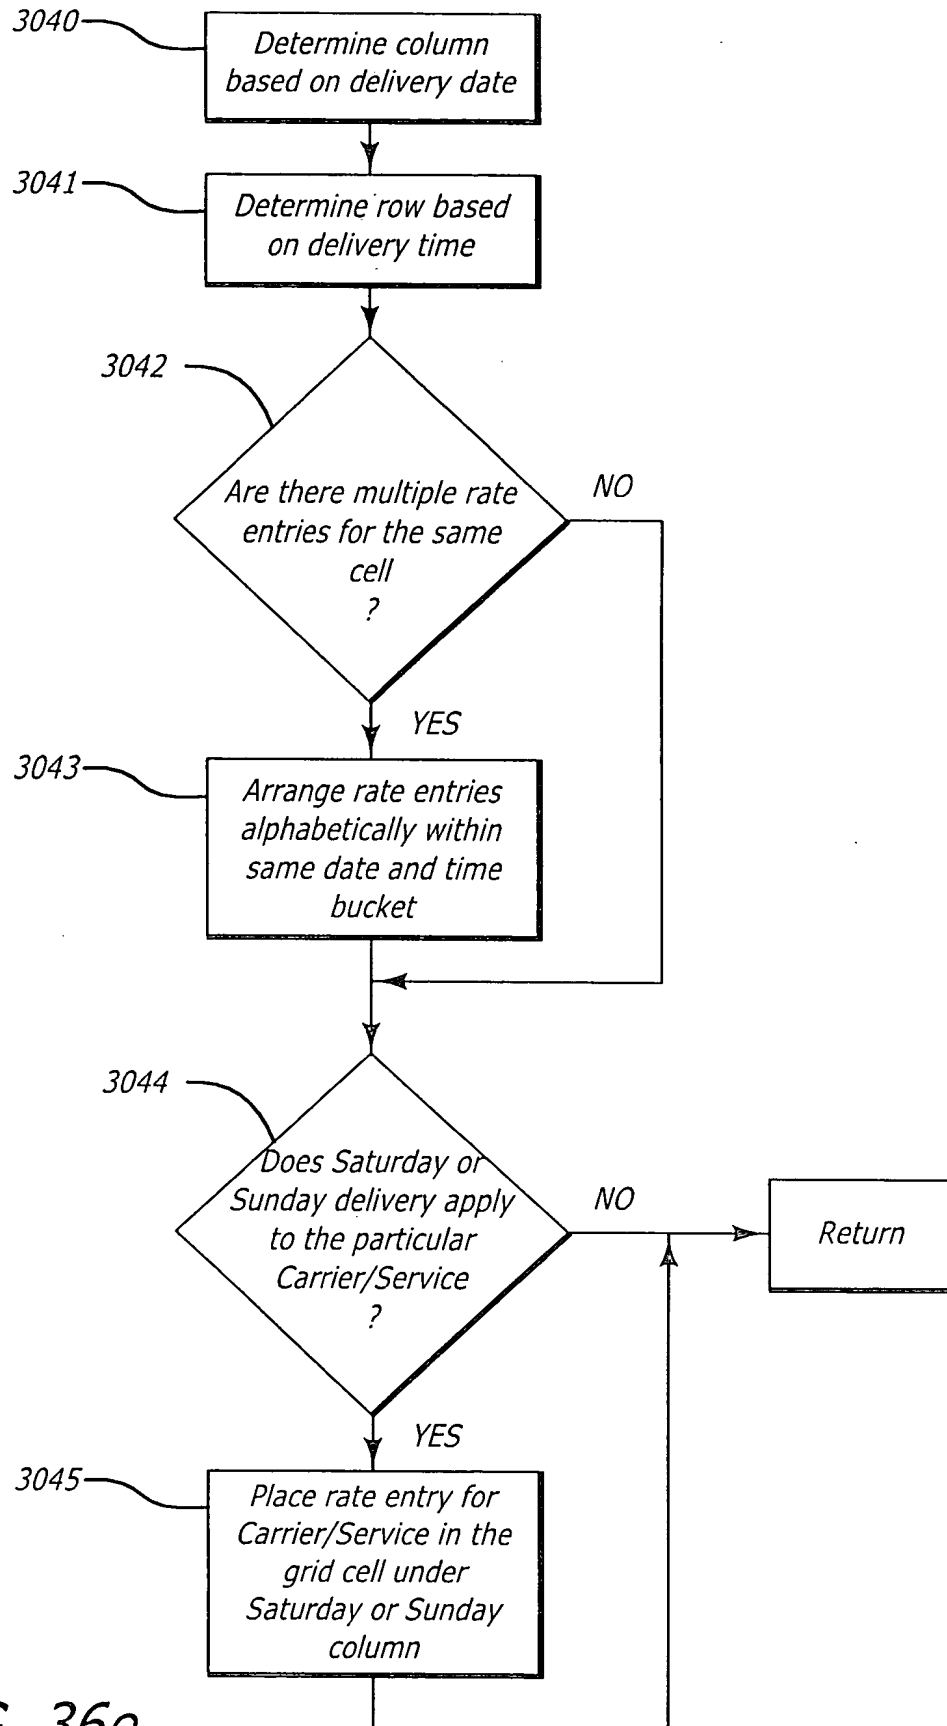 3040
Determine column
based on delivery date
3041
Determine row based
on delivery time
3042
Are there multiple rate
entries for the same
cell
?
NO
YES
3043
Arrange rate entries
alphabetically within
same date and time
bucket
3044
Does Saturday or
Sunday delivery apply
to the particular
Carrier/Service
?
NO
Return
YES
3045
Place rate entry for
Carrier/Service in the
grid cell under
Saturday or Sunday
column